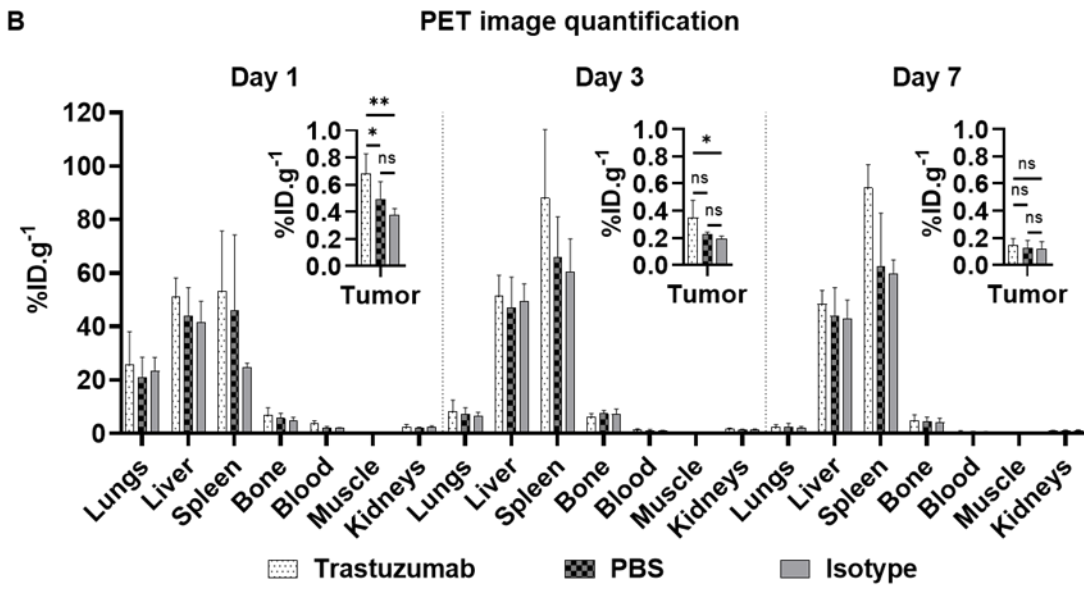 B
PET image quantification
Day 1
Day 3
Day 7
%ID.g-1
120
100
80
60
40
20
0
%ID.g-1
1.0
0.8
0.6
0.4
0.2
0.0
**
*
ns
Tumor
%ID.g-1
1.0
0.8
0.6
0.4
0.2
0.0
*
ns
ns
Tumor
%ID.g-1
1.0
0.8
0.6
0.4
0.2
0.0
ns
ns
ns
Tumor
Lungs Liver Spleen Bone Blood Muscle Kidneys Lungs Liver Spleen Bone Blood Muscle Kidneys Lungs Liver Spleen Bone Blood Muscle Kidneys
Trastuzumab PBS Isotype